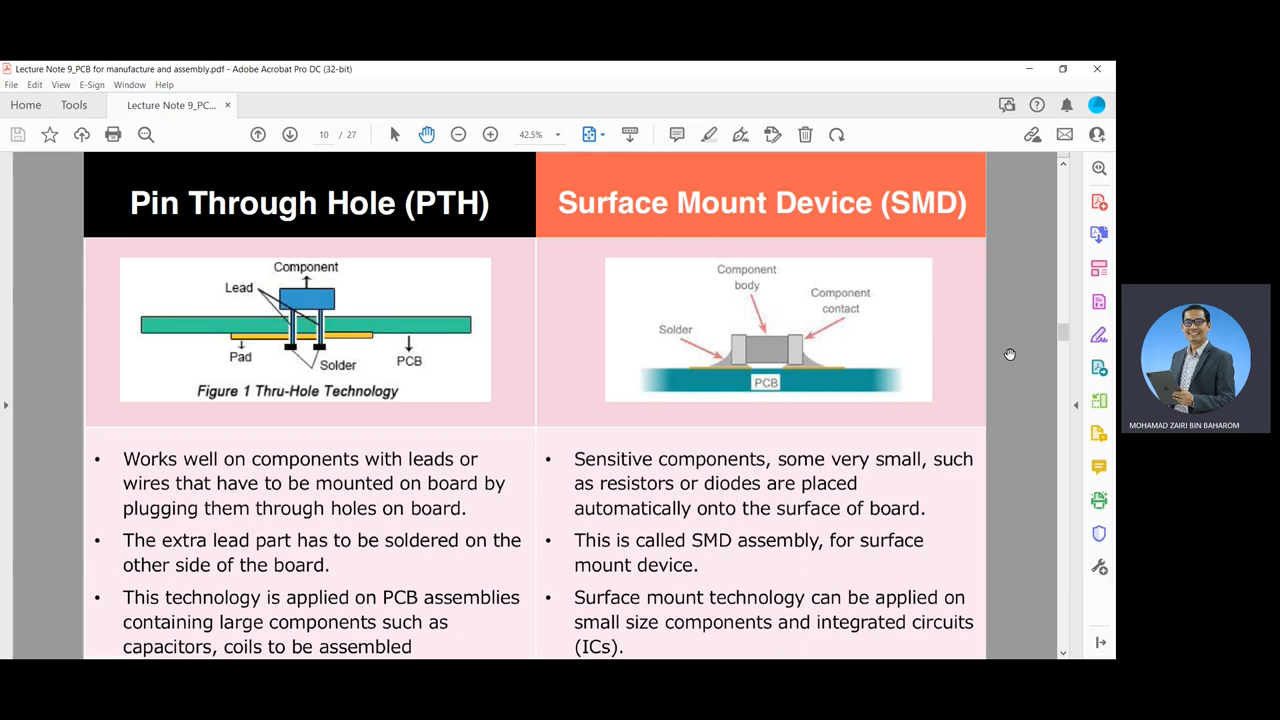 Lecture Note 9_PCB for manufacture and assembly.pdf - Adobe Acrobat Pro DC (32-bit)
File Edit View E-Sign Window Help
Home Tools Lecture Note 9_PC... ×
10 / 27 42.5%
Pin Through Hole (PTH)
Component
Lead
Pad
Solder
PCB
Figure 1 Thru-Hole Technology
• Works well on components with leads or
wires that have to be mounted on board by
plugging them through holes on board.
• The extra lead part has to be soldered on the
other side of the board.
• This technology is applied on PCB assemblies
containing large components such as
capacitors, coils to be assembled
Surface Mount Device (SMD)
Component
body
Component
contact
Solder
PCB
• Sensitive components, some very small, such
as resistors or diodes are placed
automatically onto the surface of board.
• This is called SMD assembly, for surface
mount device.
• Surface mount technology can be applied on
small size components and integrated circuits
(ICs).
MOHAMAD ZAIRI BIN BAHAROM